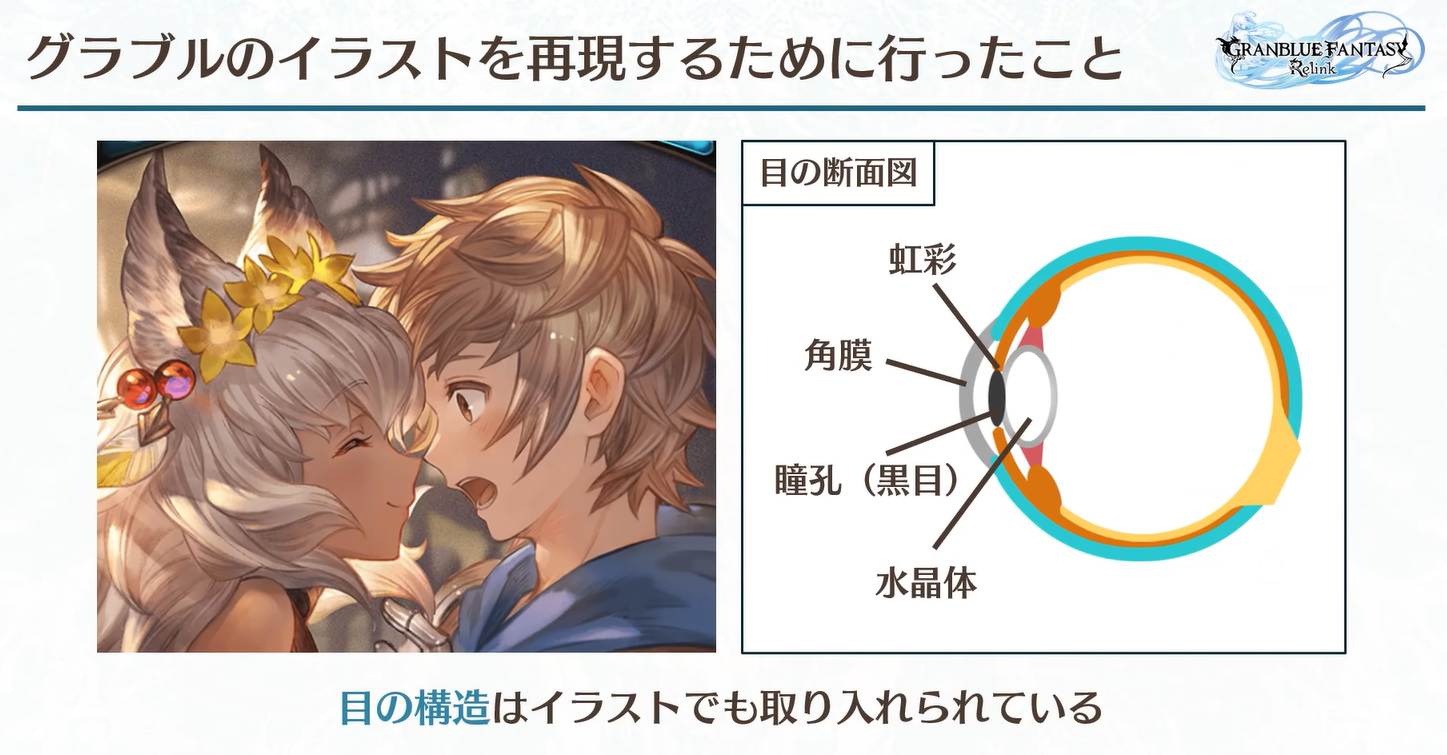 グラブルのイラストを再現するために行ったこと
GRANBLUE FANTASY
Relink
目の断面図
虹彩
角膜
瞳孔（黒目）
水晶体
目の構造はイラストでも取り入れられている